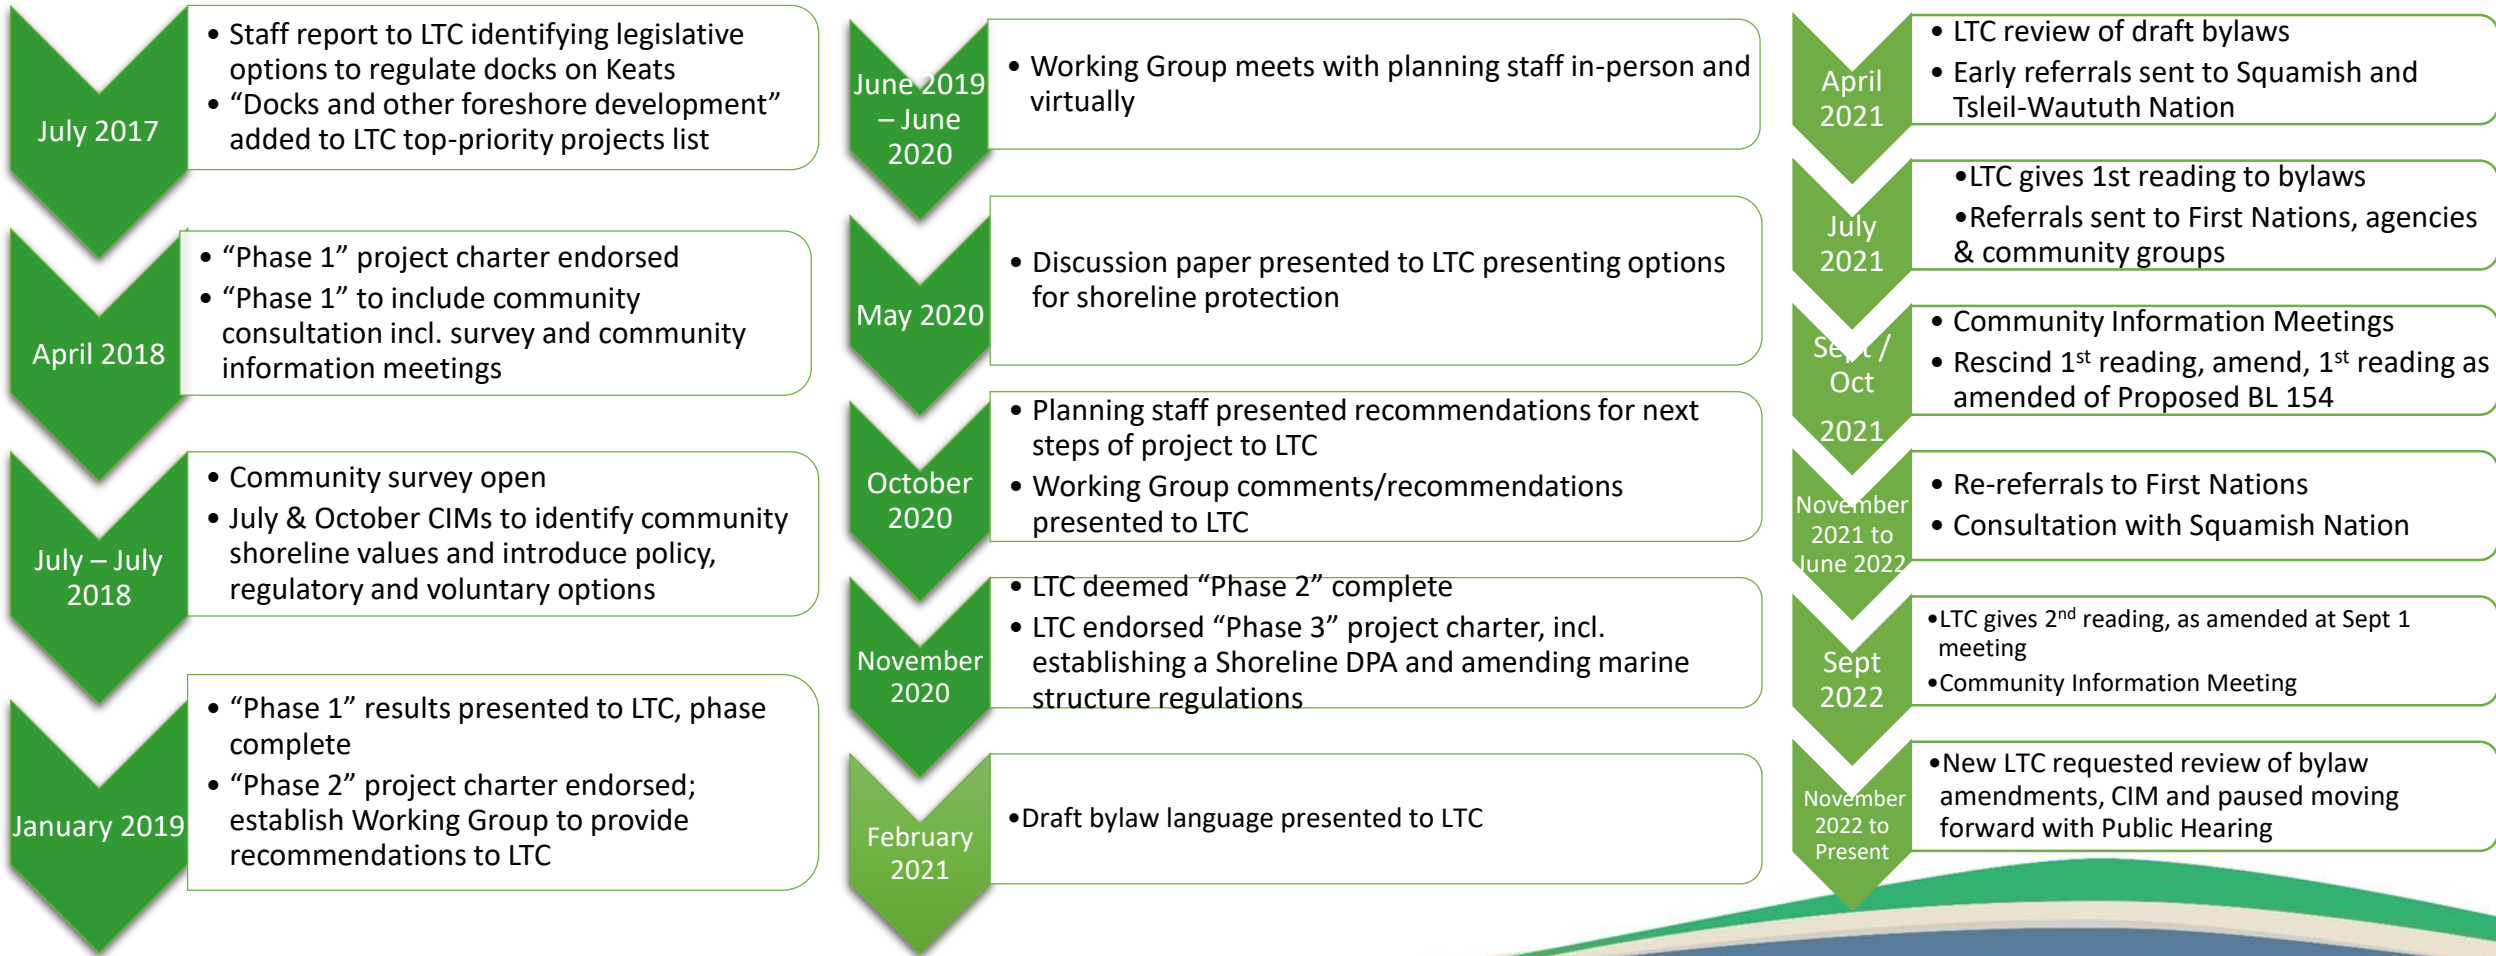 July 2017
• Staff report to LTC identifying legislative
options to regulate docks on Keats
• “Docks and other foreshore development”
added to LTC top-priority projects list
April 2018
• “Phase 1” project charter endorsed
• “Phase 1” to include community
consultation incl. survey and community
information meetings
July – July
2018
• Community survey open
• July & October CIMs to identify community
shoreline values and introduce policy,
regulatory and voluntary options
January 2019
• “Phase 1” results presented to LTC, phase
complete
• “Phase 2” project charter endorsed;
establish Working Group to provide
recommendations to LTC
June 2019
– June
2020
• Working Group meets with planning staff in-person and
virtually
May 2020
• Discussion paper presented to LTC presenting options
for shoreline protection
October
2020
• Planning staff presented recommendations for next
steps of project to LTC
• Working Group comments/recommendations
presented to LTC
November
2020
• LTC deemed “Phase 2” complete
• LTC endorsed “Phase 3” project charter, incl.
establishing a Shoreline DPA and amending marine
structure regulations
February
2021
•Draft bylaw language presented to LTC
April
2021
• LTC review of draft bylaws
• Early referrals sent to Squamish and
Tsleil-Waututh Nation
July
2021
•LTC gives 1st reading to bylaws
•Referrals sent to First Nations, agencies
& community groups
Sept /
Oct
2021
• Community Information Meetings
• Rescind 1st reading, amend, 1st reading as
amended of Proposed BL 154
November
2021 to
June 2022
• Re-referrals to First Nations
• Consultation with Squamish Nation
Sept
2022
•LTC gives 2nd reading, as amended at Sept 1
meeting
•Community Information Meeting
November
2022 to
Present
•New LTC requested review of bylaw
amendments, CIM and paused moving
forward with Public Hearing